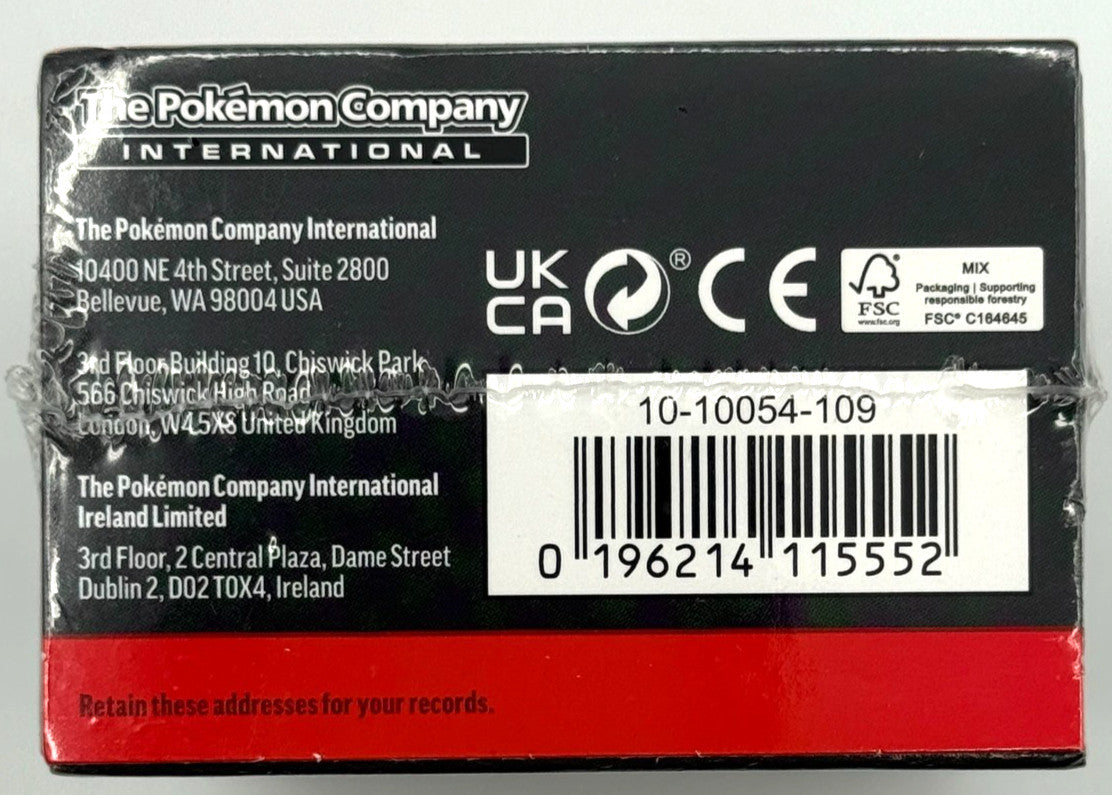 The Pokémon Company
INTERNATIONAL
The Pokémon Company International
10400 NE 4th Street, Suite 2800
Bellevue, WA 98004 USA
3rd Floor Building 10, Chiswick Park
566 Chiswick High Road
London, W4 5XS United Kingdom
The Pokémon Company International
Ireland Limited
3rd Floor, 2 Central Plaza, Dame Street
Dublin 2, D02 T0X4, Ireland
UK
CA
®
CE
FSC
www.fsc.org
MIX
Packaging | Supporting
responsible forestry
FSC® C164645
10-10054-109
0 196214 115552
Retain these addresses for your records.